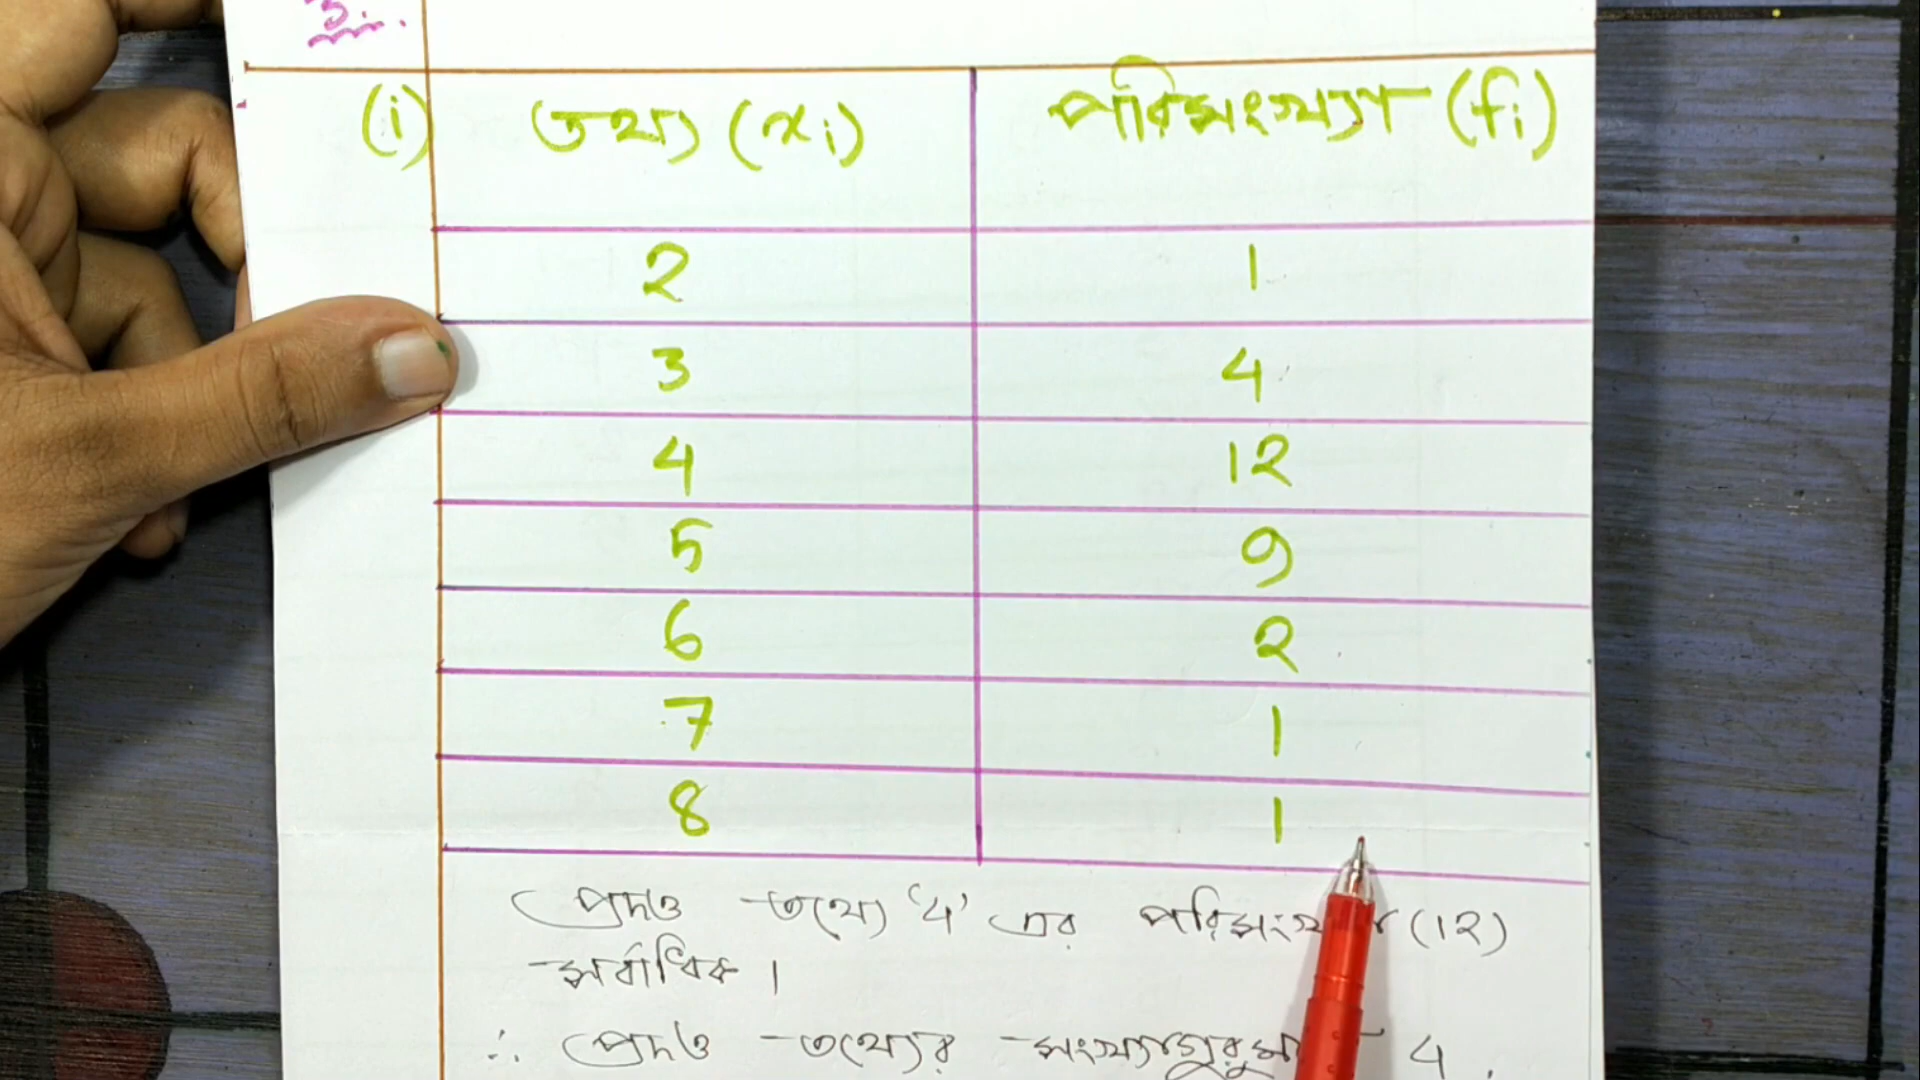 3.
(i) তথ্য (xi) পরিসংখ্যা (fi)
2 1
3 4
4 12
5 9
6 2
7 1
8 1
প্রদত্ত তথ্যে '4' এর পরিসংখ্যা (12)
সর্বাধিক ।
∴ প্রদত্ত তথ্যের 4.